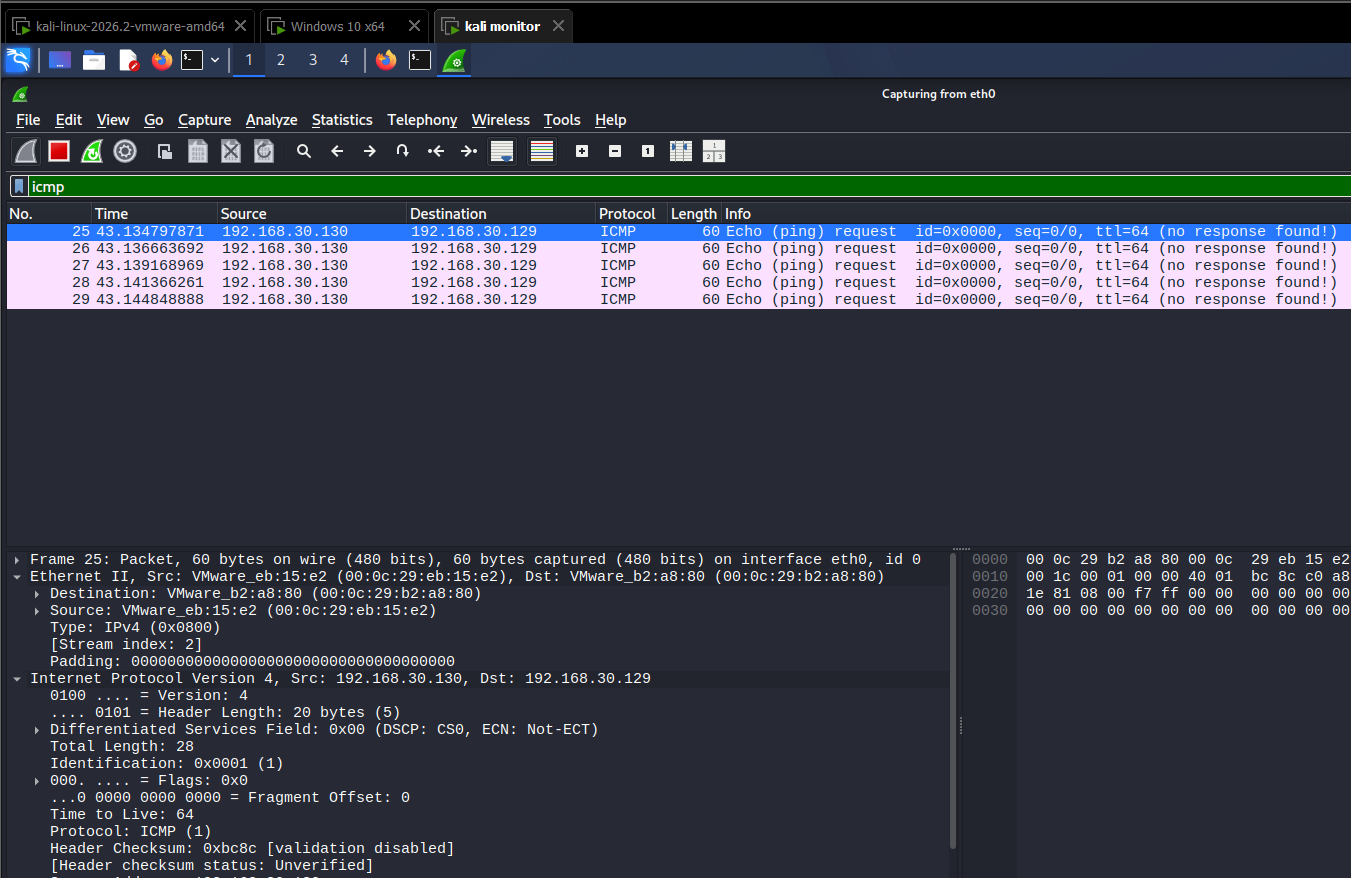 kali-linux-2026.2-vmware-amd64 Windows 10 x64 kali monitor
1 2 3 4
Capturing from eth0
File Edit View Go Capture Analyze Statistics Telephony Wireless Tools Help
icmp
No. Time Source Destination Protocol Length Info
25 43.134797871 192.168.30.130 192.168.30.129 ICMP 60 Echo (ping) request id=0x0000, seq=0/0, ttl=64 (no response found!)
26 43.136663692 192.168.30.130 192.168.30.129 ICMP 60 Echo (ping) request id=0x0000, seq=0/0, ttl=64 (no response found!)
27 43.139168969 192.168.30.130 192.168.30.129 ICMP 60 Echo (ping) request id=0x0000, seq=0/0, ttl=64 (no response found!)
28 43.141366261 192.168.30.130 192.168.30.129 ICMP 60 Echo (ping) request id=0x0000, seq=0/0, ttl=64 (no response found!)
29 43.144848888 192.168.30.130 192.168.30.129 ICMP 60 Echo (ping) request id=0x0000, seq=0/0, ttl=64 (no response found!)
Frame 25: Packet, 60 bytes on wire (480 bits), 60 bytes captured (480 bits) on interface eth0, id 0
Ethernet II, Src: VMware_eb:15:e2 (00:0c:29:eb:15:e2), Dst: VMware_b2:a8:80 (00:0c:29:b2:a8:80)
Destination: VMware_b2:a8:80 (00:0c:29:b2:a8:80)
Source: VMware_eb:15:e2 (00:0c:29:eb:15:e2)
Type: IPv4 (0x0800)
[Stream index: 2]
Padding: 000000000000000000000000000000000000
Internet Protocol Version 4, Src: 192.168.30.130, Dst: 192.168.30.129
0100 .... = Version: 4
.... 0101 = Header Length: 20 bytes (5)
Differentiated Services Field: 0x00 (DSCP: CS0, ECN: Not-ECT)
Total Length: 28
Identification: 0x0001 (1)
000. .... = Flags: 0x0
...0 0000 0000 0000 = Fragment Offset: 0
Time to Live: 64
Protocol: ICMP (1)
Header Checksum: 0xbc8c [validation disabled]
[Header checksum status: Unverified]
0000 00 0c 29 b2 a8 80 00 0c 29 eb 15 e2
0010 00 1c 00 01 00 00 40 01 bc 8c c0 a8
0020 1e 81 08 00 f7 ff 00 00 00 00 00 00
0030 00 00 00 00 00 00 00 00 00 00 00 00